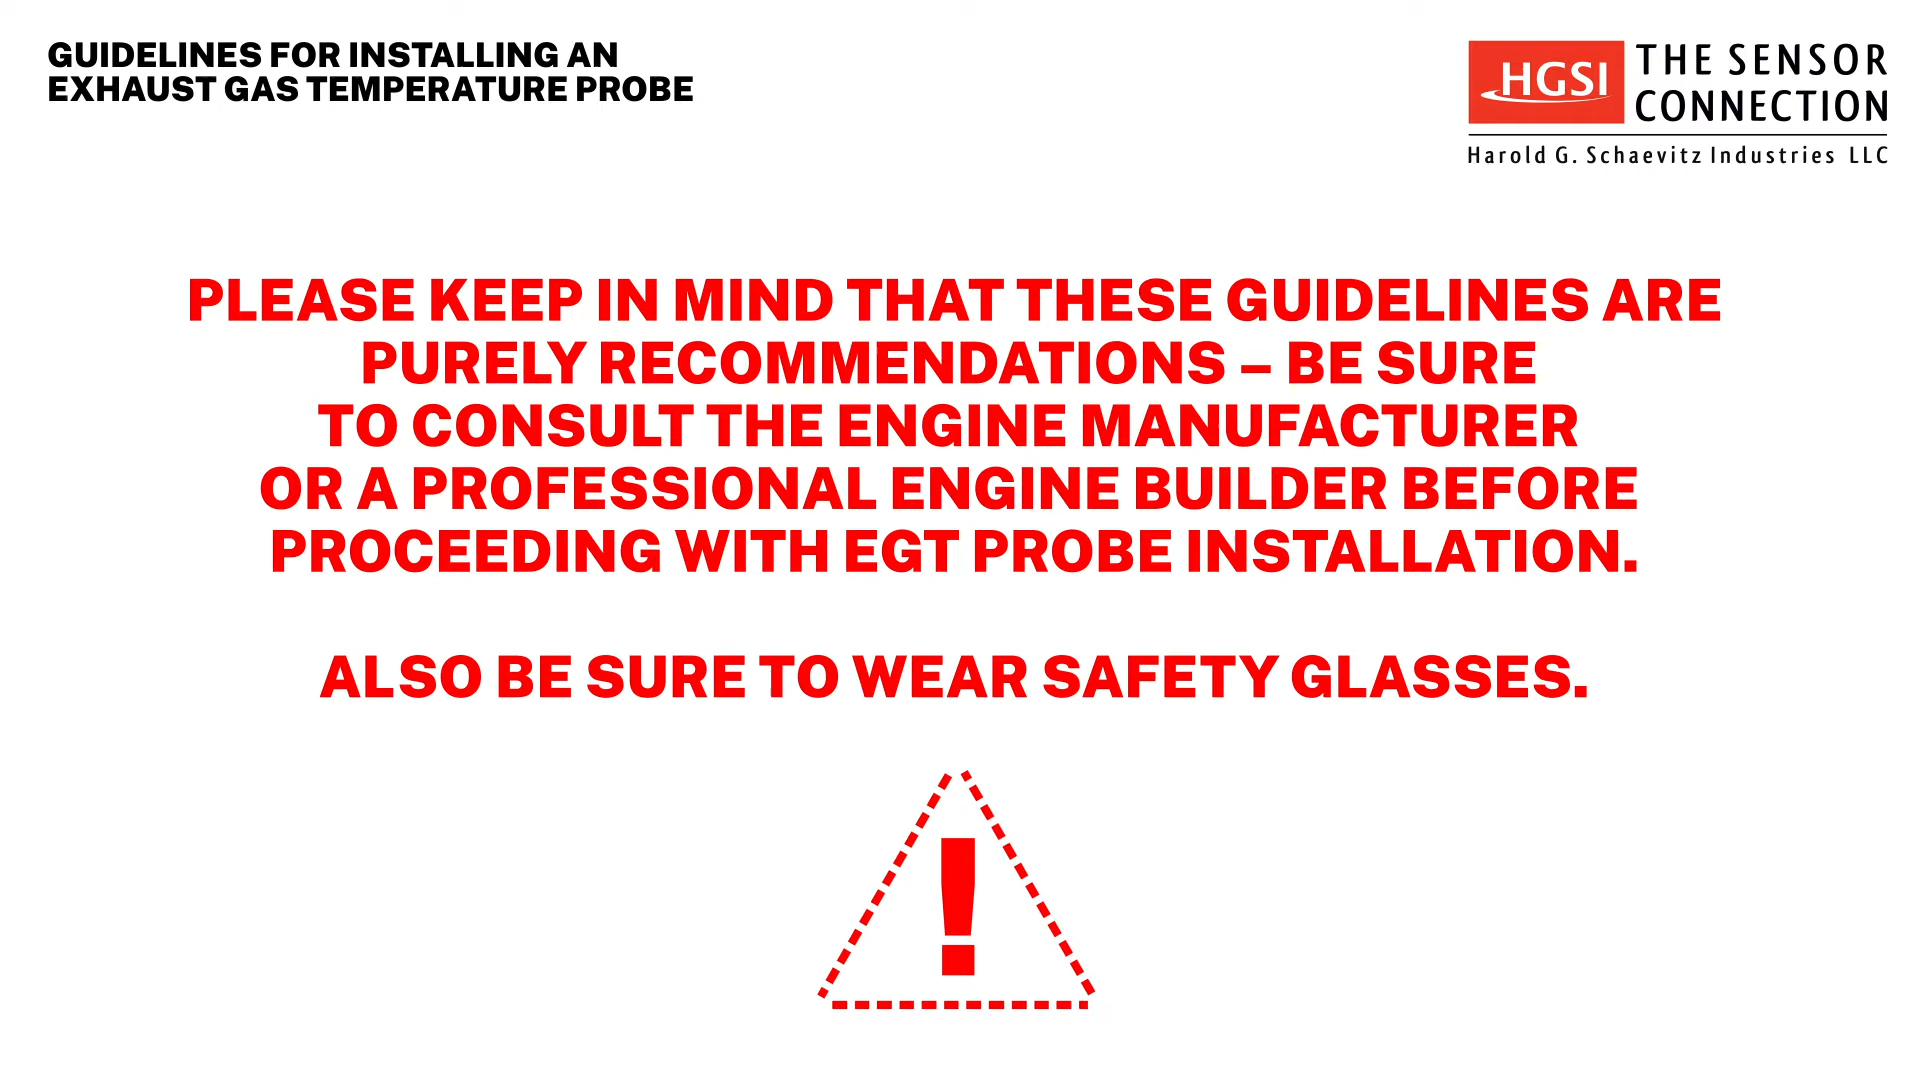 GUIDELINES FOR INSTALLING AN
EXHAUST GAS TEMPERATURE PROBE
HGSI
THE SENSOR
CONNECTION
Harold G. Schaevitz Industries LLC
PLEASE KEEP IN MIND THAT THESE GUIDELINES ARE
PURELY RECOMMENDATIONS – BE SURE
TO CONSULT THE ENGINE MANUFACTURER
OR A PROFESSIONAL ENGINE BUILDER BEFORE
PROCEEDING WITH EGT PROBE INSTALLATION.
ALSO BE SURE TO WEAR SAFETY GLASSES.
!